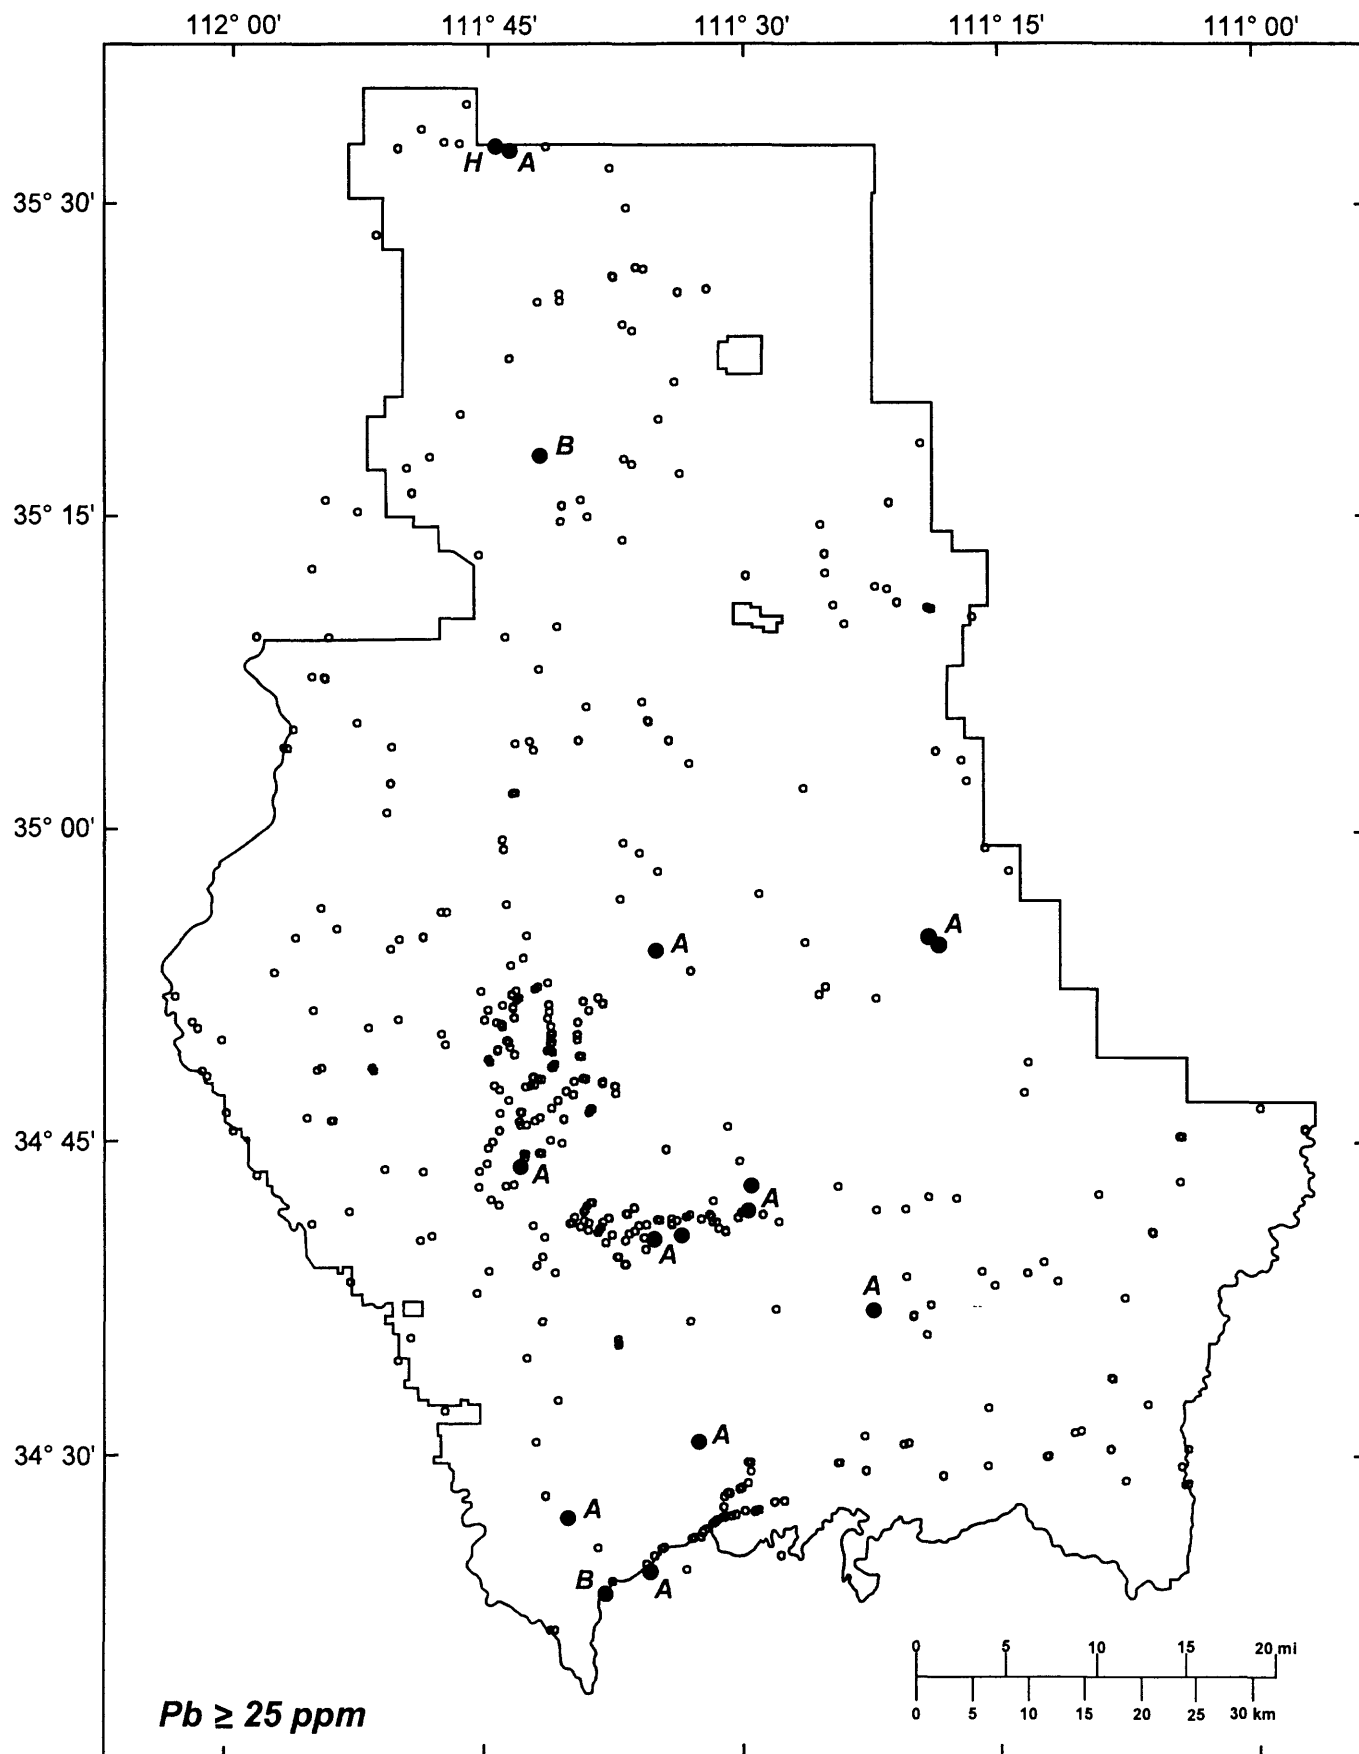 112° 00' 111° 45' 111° 30' 111° 15' 111° 00'
H A
35° 30'
B
35° 15'
35° 00'
A A
34° 45'
A A
A
A
A
34° 30'
A
B A
0 5 10 15 20 mi
0 5 10 15 20 25 30 km
Pb ≥ 25 ppm